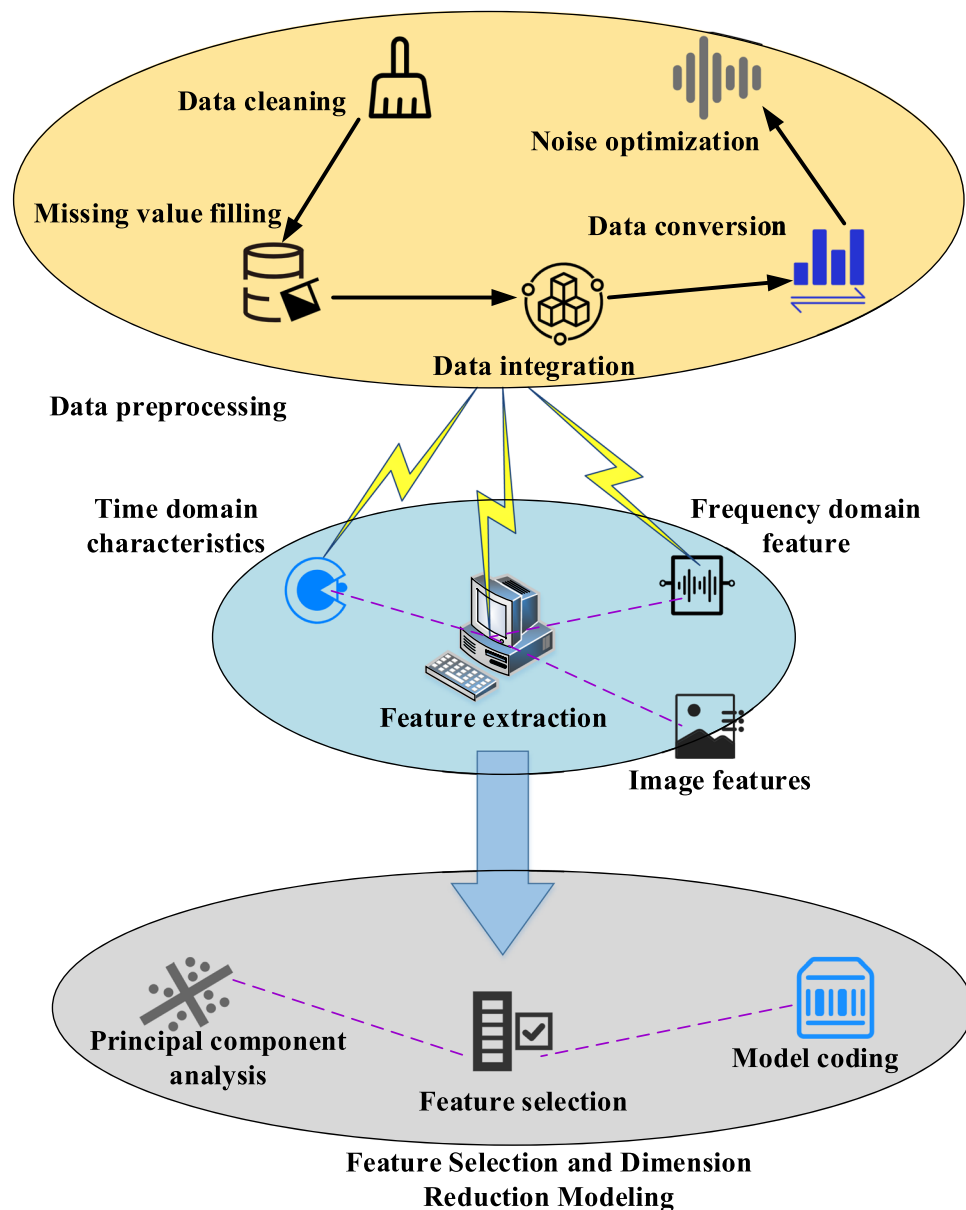 Data cleaning
Noise optimization
Missing value filling
Data conversion
Data integration
Data preprocessing
Time domain
characteristics
Frequency domain
feature
Feature extraction
Image features
Principal component
analysis
Model coding
Feature selection
Feature Selection and Dimension
Reduction Modeling